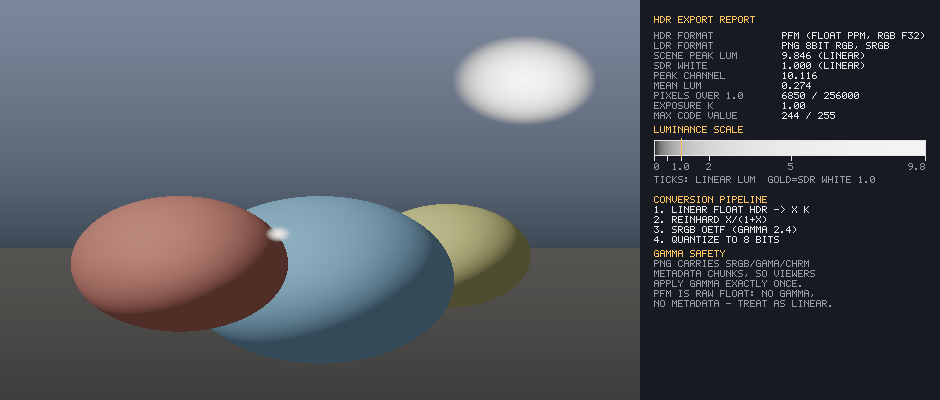 HDR EXPORT REPORT
HDR FORMAT PFM (FLOAT PPM, RGB F32)
LDR FORMAT PNG 8BIT RGB, SRGB
SCENE PEAK LUM 9.846 (LINEAR)
SDR WHITE 1.000 (LINEAR)
PEAK CHANNEL 10.116
MEAN LUM 0.274
PIXELS OVER 1.0 6850 / 256000
EXPOSURE K 1.00
MAX CODE VALUE 244 / 255
LUMINANCE SCALE
0 1.0 2 5 9.8
TICKS: LINEAR LUM GOLD=SDR WHITE 1.0
CONVERSION PIPELINE
1. LINEAR FLOAT HDR -> X K
2. REINHARD X/(1+X)
3. SRGB OETF (GAMMA 2.4)
4. QUANTIZE TO 8 BITS
GAMMA SAFETY
PNG CARRIES SRGB/GAMA/CHRM
METADATA CHUNKS, SO VIEWERS
APPLY GAMMA EXACTLY ONCE.
PFM IS RAW FLOAT: NO GAMMA,
NO METADATA - TREAT AS LINEAR.